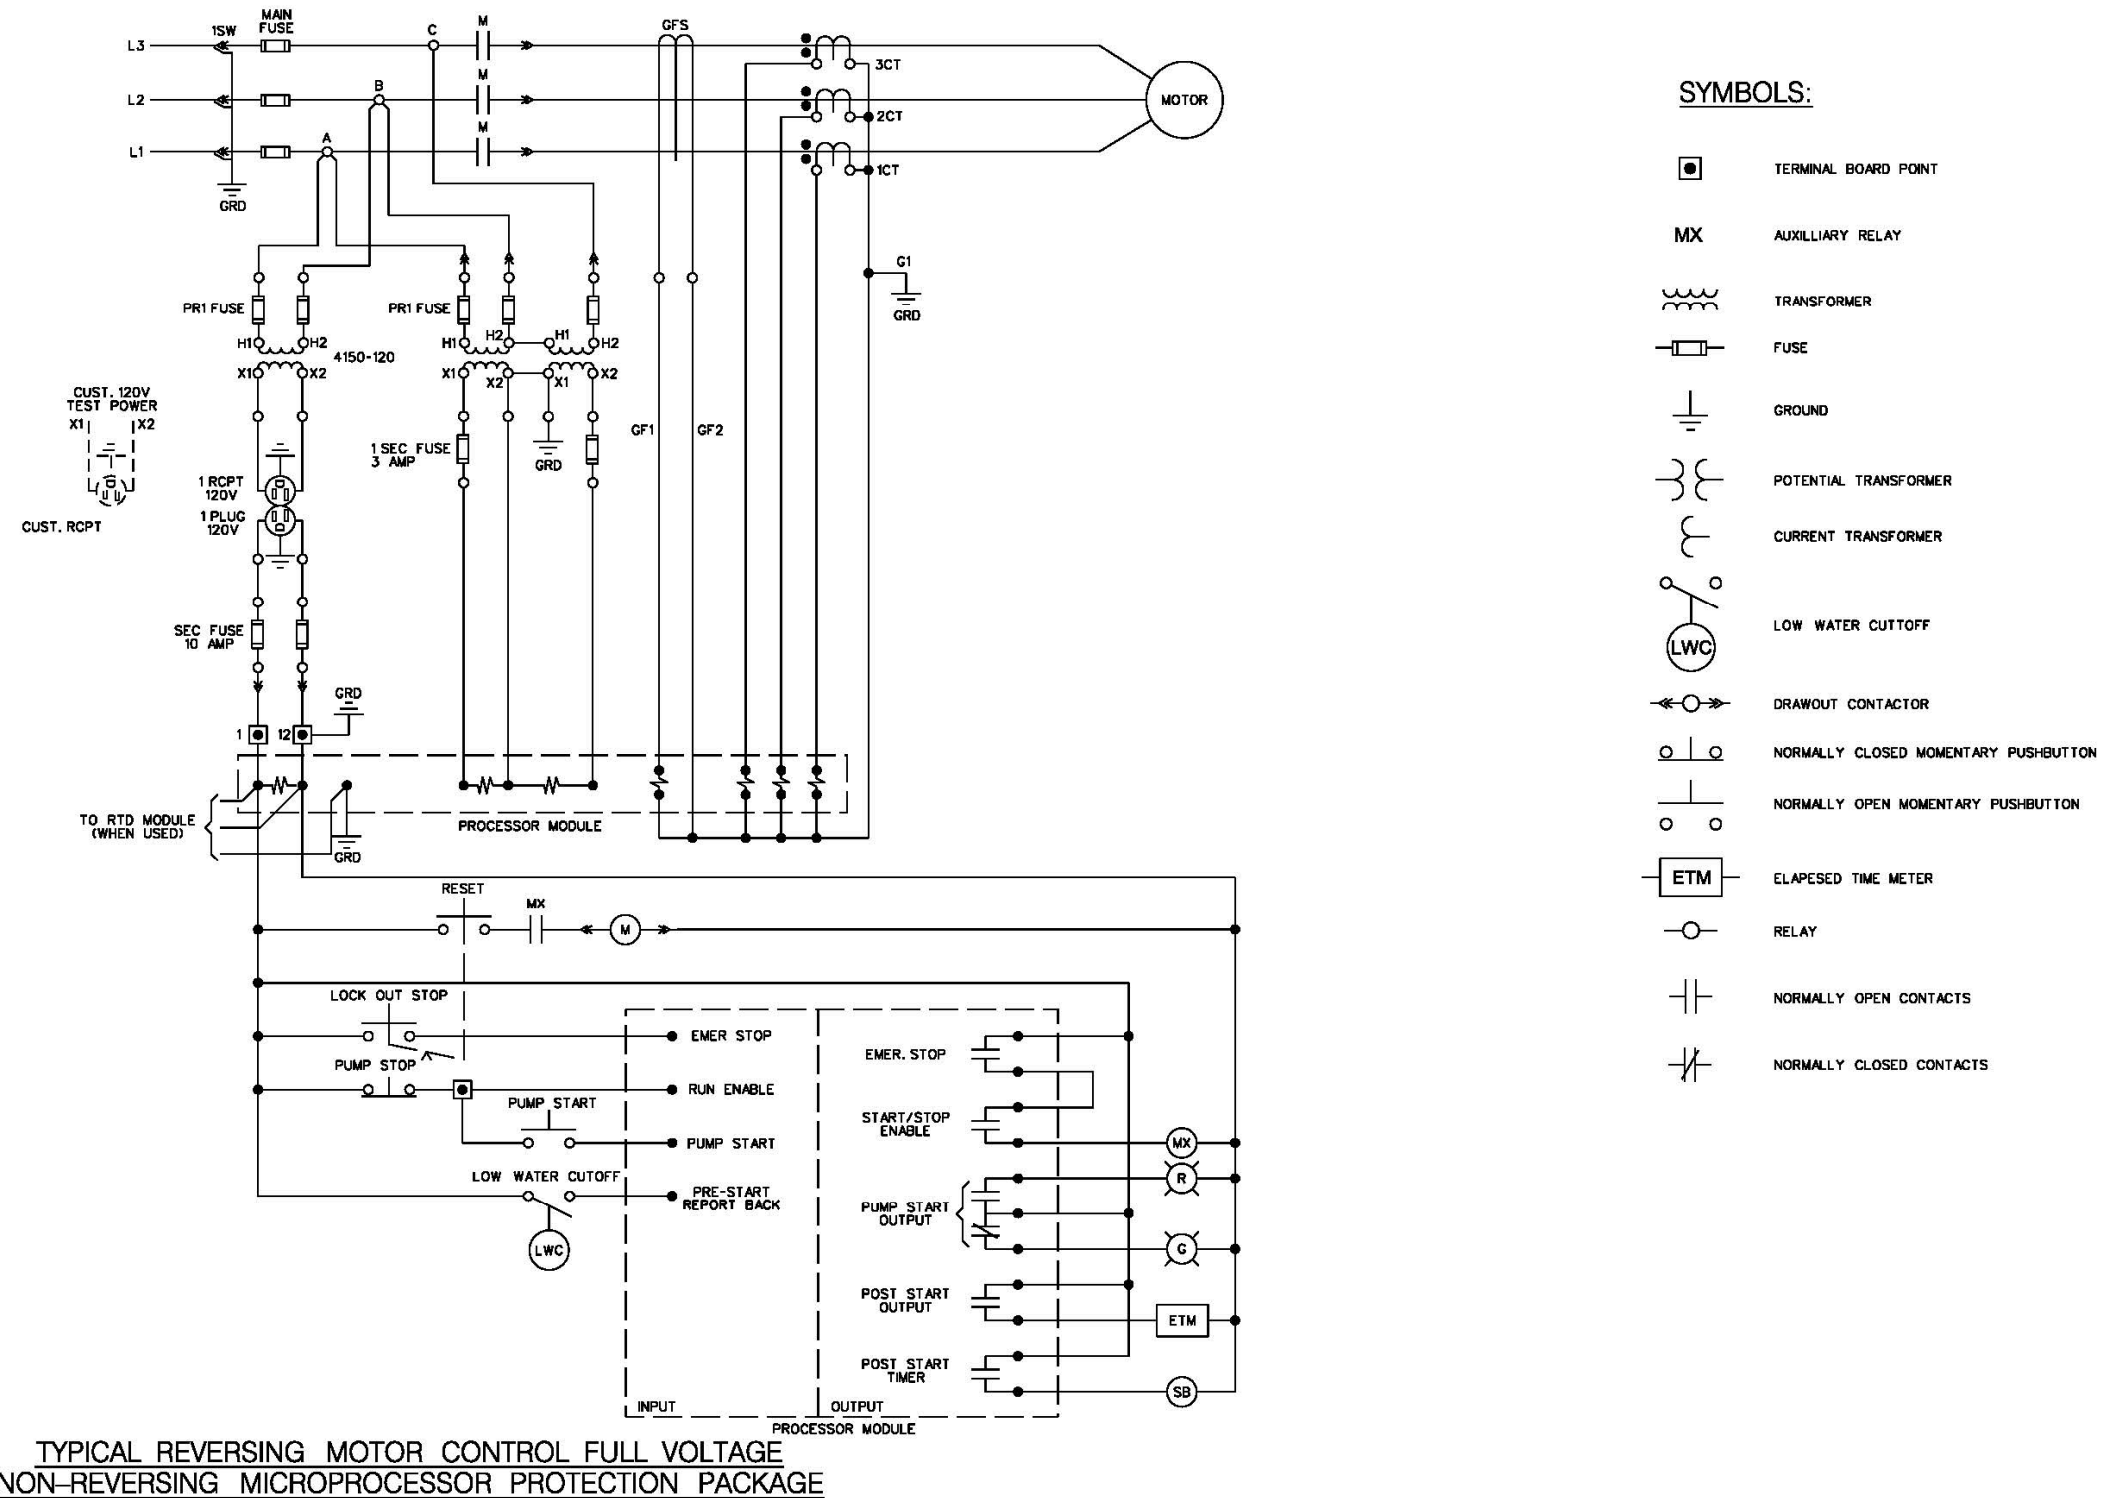 MAIN
FUSE
1SW
C
M
GFS
L3
3CT
B
M
L2
MOTOR
2CT
A
M
L1
1CT
GRD
G1
GRD
PR1 FUSE
PR1 FUSE
H1
H2
H1
H2
H1
H2
4150-120
X1
X2
X1
X2
X1
X2
CUST. 120V
TEST POWER
X1
X2
CUST. RCPT
GF1
GF2
1 SEC FUSE
3 AMP
GRD
1 RCPT
120V
1 PLUG
120V
SEC FUSE
10 AMP
GRD
1
12
TO RTD MODULE
(WHEN USED)
PROCESSOR MODULE
GRD
RESET
MX
M
LOCK OUT STOP
EMER STOP
EMER. STOP
PUMP STOP
RUN ENABLE
PUMP START
START/STOP
ENABLE
PUMP START
MX
LOW WATER CUTOFF
R
PRE-START
REPORT BACK
PUMP START
OUTPUT
LWC
G
POST START
OUTPUT
ETM
POST START
TIMER
SB
INPUT
OUTPUT
PROCESSOR MODULE
TYPICAL REVERSING MOTOR CONTROL FULL VOLTAGE
NON-REVERSING MICROPROCESSOR PROTECTION PACKAGE
SYMBOLS:
TERMINAL BOARD POINT
MX
AUXILLIARY RELAY
TRANSFORMER
FUSE
GROUND
POTENTIAL TRANSFORMER
CURRENT TRANSFORMER
LWC
LOW WATER CUTTOFF
DRAWOUT CONTACTOR
NORMALLY CLOSED MOMENTARY PUSHBUTTON
NORMALLY OPEN MOMENTARY PUSHBUTTON
ETM
ELAPESED TIME METER
RELAY
NORMALLY OPEN CONTACTS
NORMALLY CLOSED CONTACTS